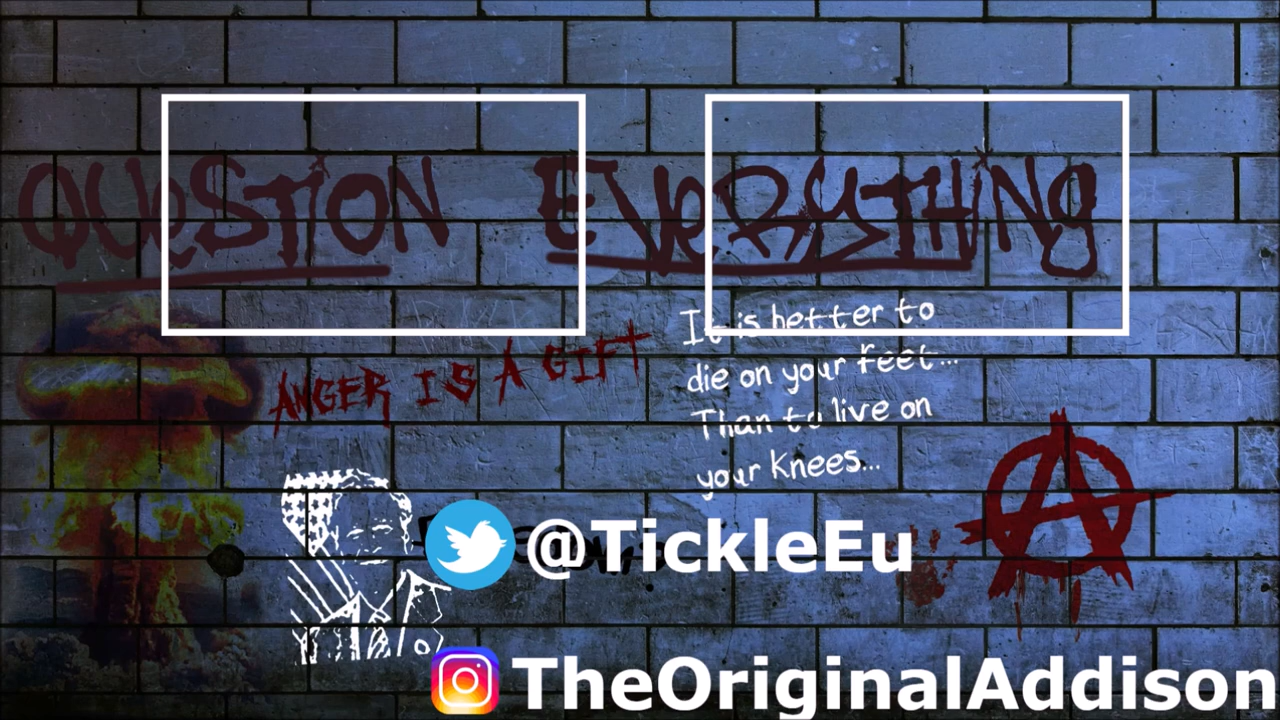 QUeSTiON EVeRyTHiNg
ANGER IS A GIFT
It is better to
die on your feet...
Than to live on
your knees...
@TickleEu
TheOriginalAddison